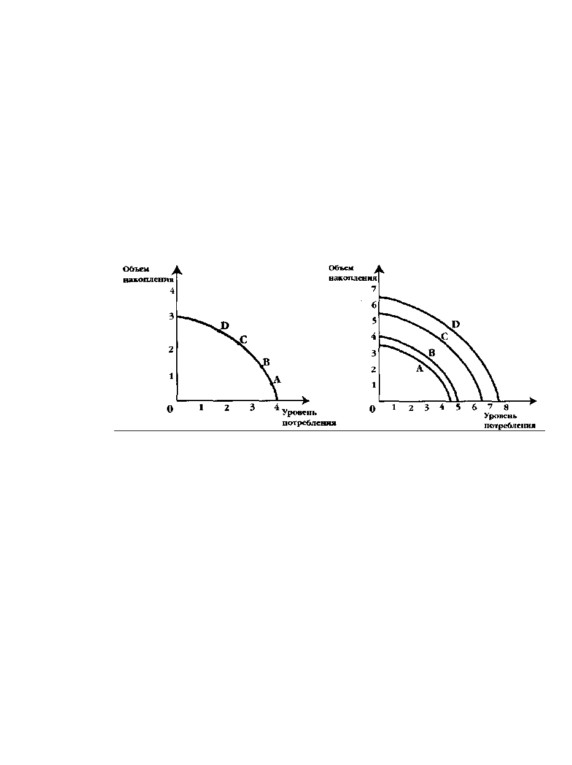 Объем
накопления
4
3
2
1
0
1 2 3 4
Уровень
потребления
D
C
B
A
Объем
накопления
7
6
5
4
3
2
1
0
1 2 3 4 5 6 7 8
Уровень
потребления
D
C
B
A